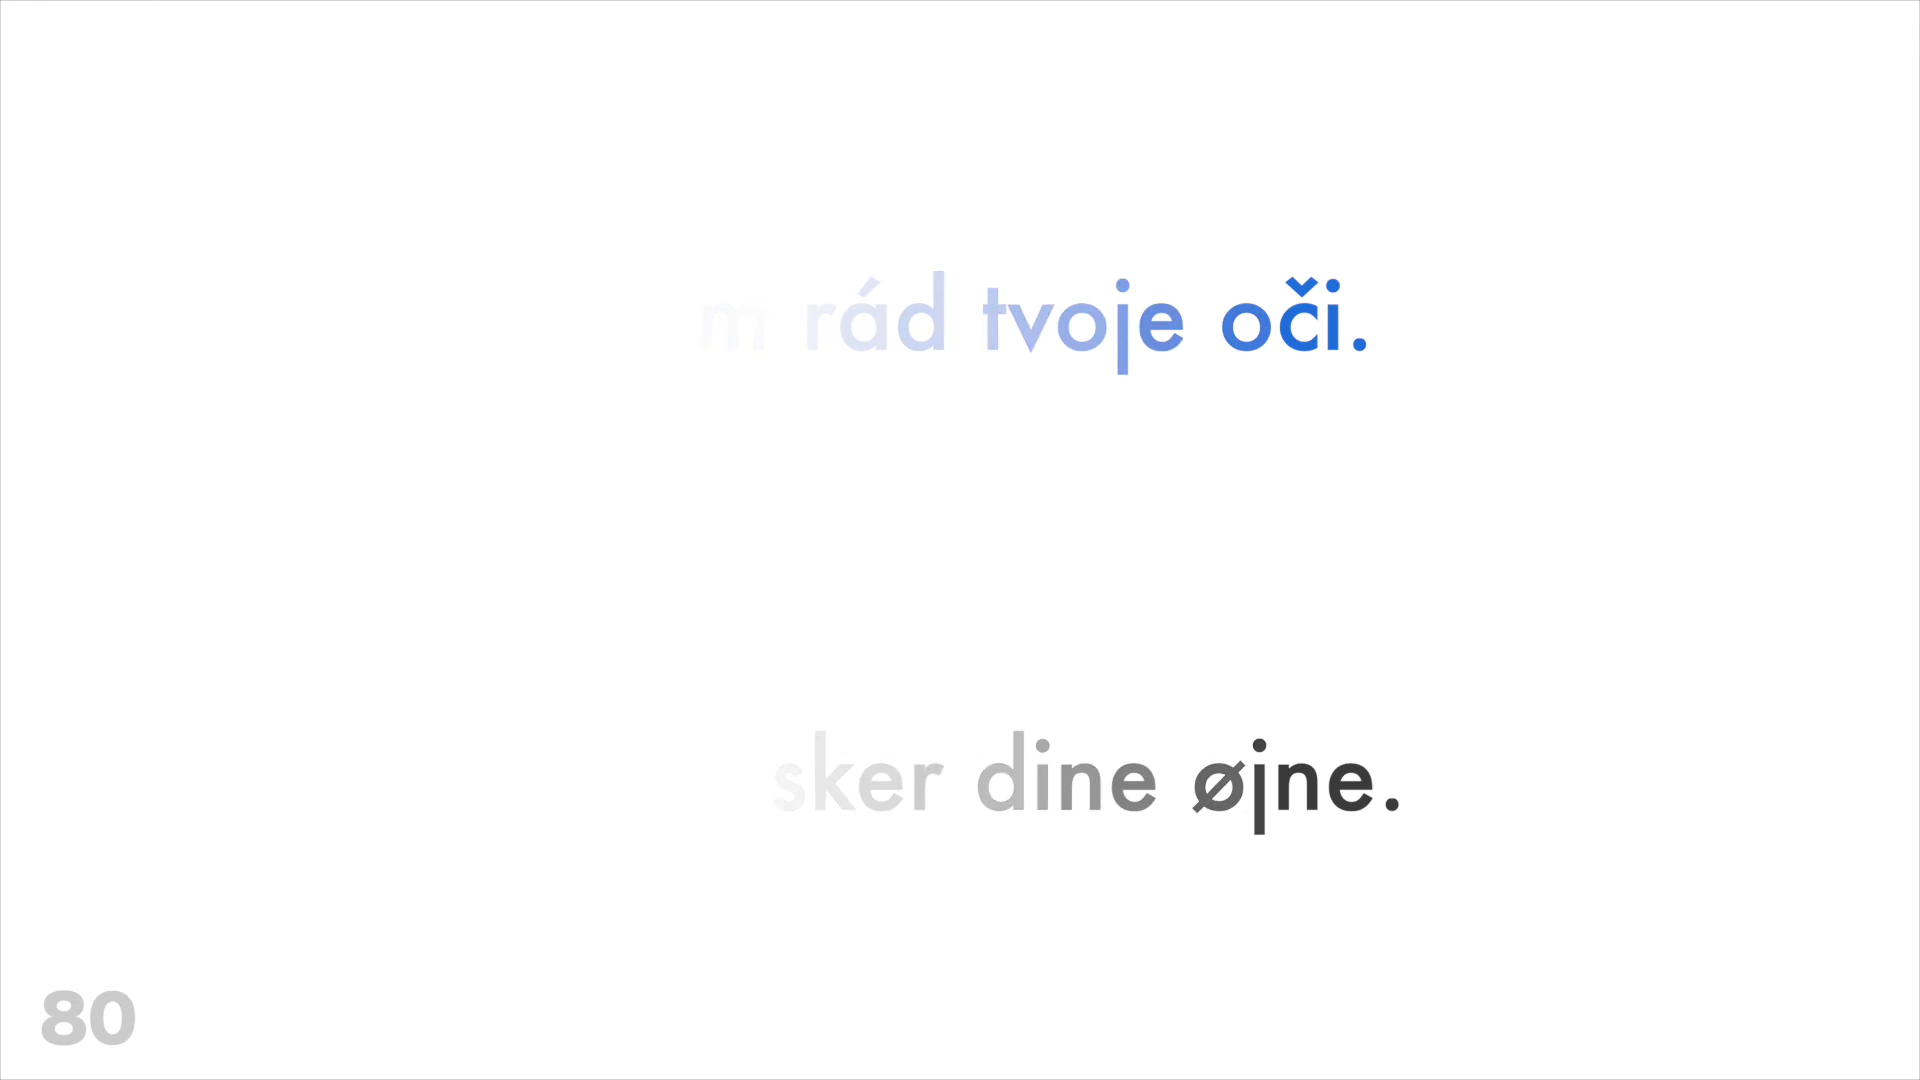 m rád tvoje oči.
sker dine øjne.
80